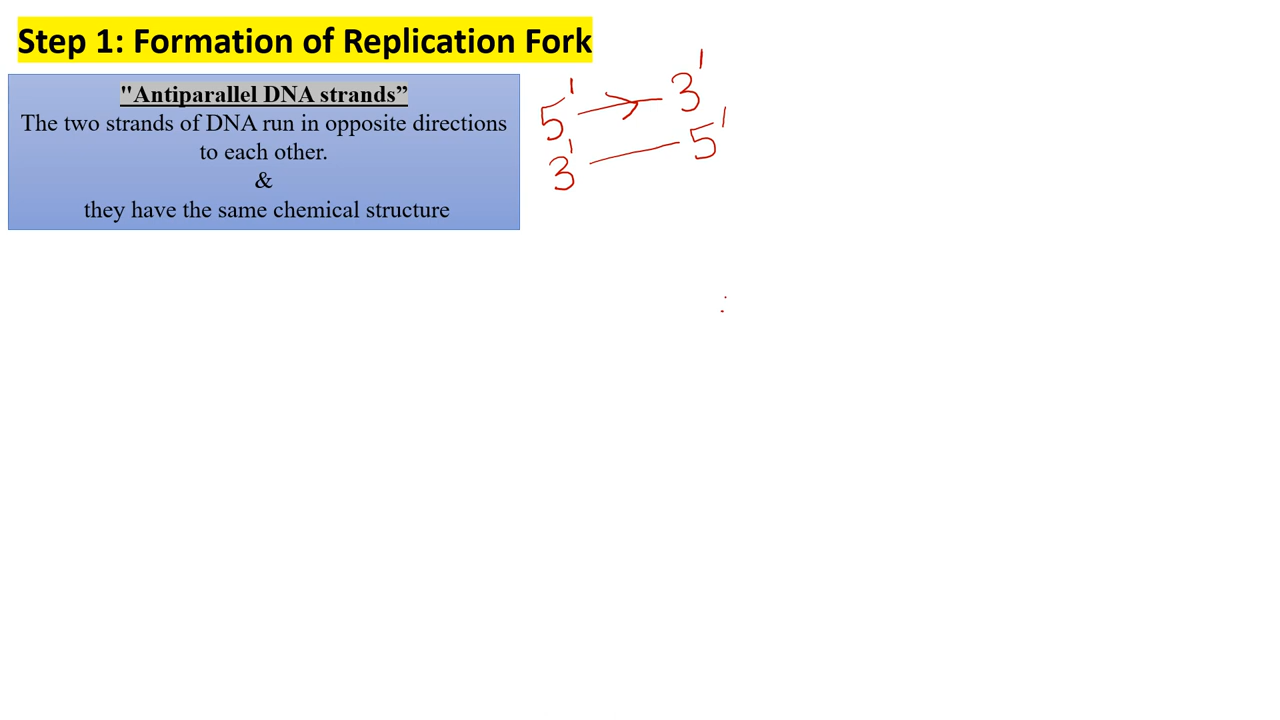 Step 1: Formation of Replication Fork
"Antiparallel DNA strands”
The two strands of DNA run in opposite directions
to each other.
&
they have the same chemical structure
5' 3'
3' 5'